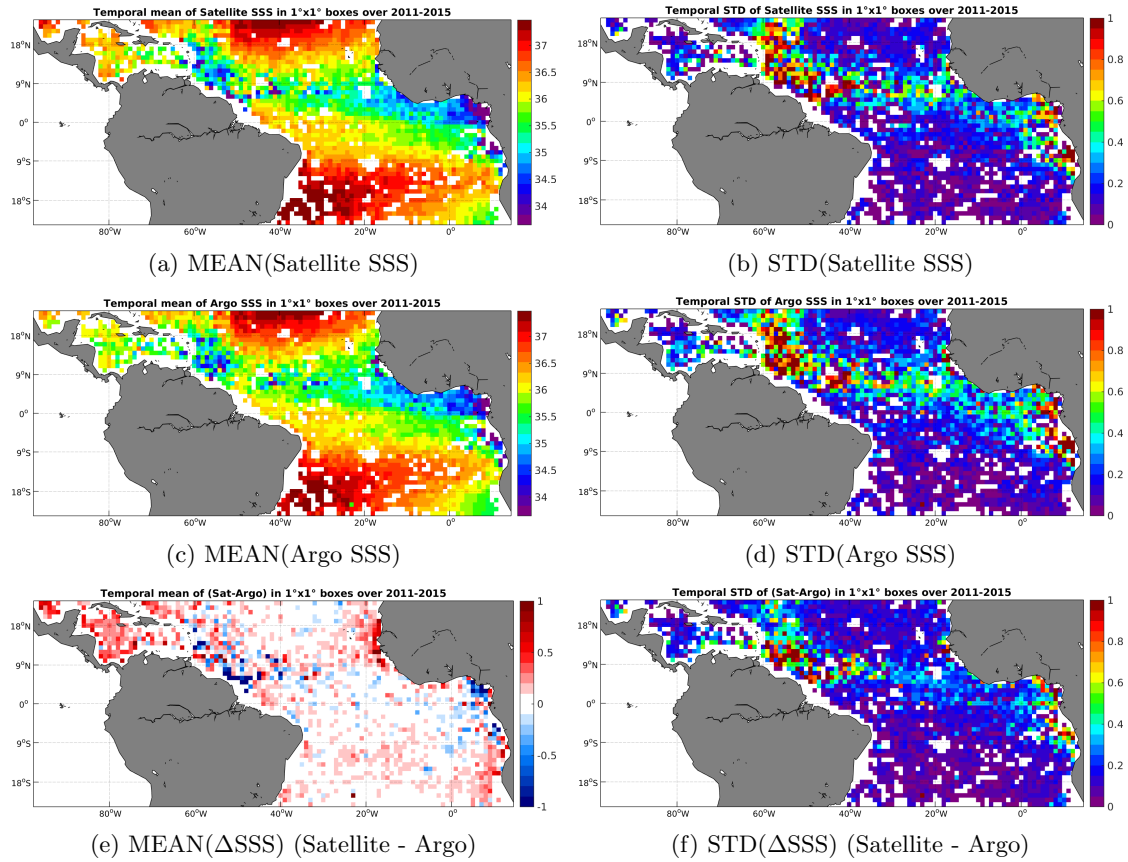 Temporal mean of Satellite SSS in 1°x1° boxes over 2011-2015
18°N
9°N
0°
9°S
18°S
80°W 60°W 40°W 20°W 0°
37
36.5
36
35.5
35
34.5
34
(a) MEAN(Satellite SSS)
Temporal STD of Satellite SSS in 1°x1° boxes over 2011-2015
18°N
9°N
0°
9°S
18°S
80°W 60°W 40°W 20°W 0°
1
0.8
0.6
0.4
0.2
0
(b) STD(Satellite SSS)
Temporal mean of Argo SSS in 1°x1° boxes over 2011-2015
18°N
9°N
0°
9°S
18°S
80°W 60°W 40°W 20°W 0°
37
36.5
36
35.5
35
34.5
34
(c) MEAN(Argo SSS)
Temporal STD of Argo SSS in 1°x1° boxes over 2011-2015
18°N
9°N
0°
9°S
18°S
80°W 60°W 40°W 20°W 0°
1
0.8
0.6
0.4
0.2
0
(d) STD(Argo SSS)
Temporal mean of (Sat-Argo) in 1°x1° boxes over 2011-2015
18°N
9°N
0°
9°S
18°S
80°W 60°W 40°W 20°W 0°
1
0.5
0
-0.5
-1
(e) MEAN(ΔSSS) (Satellite - Argo)
Temporal STD of (Sat-Argo) in 1°x1° boxes over 2011-2015
18°N
9°N
0°
9°S
18°S
80°W 60°W 40°W 20°W 0°
1
0.8
0.6
0.4
0.2
0
(f) STD(ΔSSS) (Satellite - Argo)